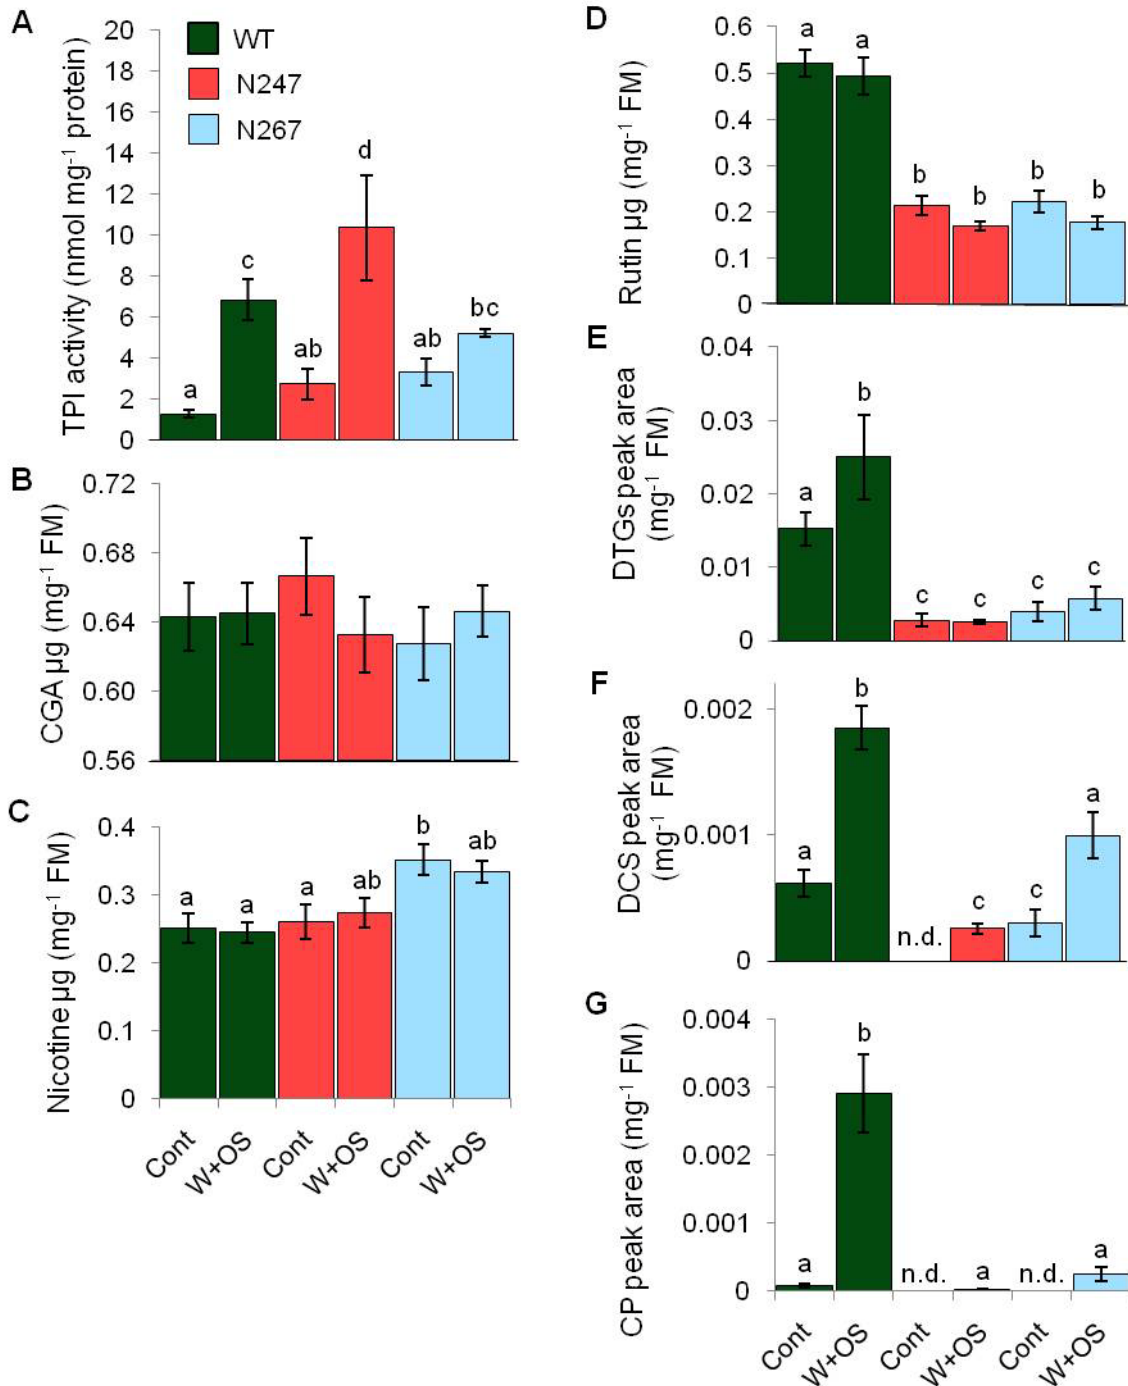 A
TPI activity (nmol mg-1 protein)
20
18
16
14
12
10
8
6
4
2
0
WT
N247
N267
a
c
ab
d
ab
bc
B
CGA µg (mg-1 FM)
0.72
0.68
0.64
0.60
0.56
C
Nicotine µg (mg-1 FM)
0.4
0.3
0.2
0.1
0
a
a
a
ab
b
ab
Cont
W+OS
Cont
W+OS
Cont
W+OS
D
Rutin µg (mg-1 FM)
0.6
0.5
0.4
0.3
0.2
0.1
0
a
a
b
b
b
b
E
DTGs peak area
(mg-1 FM)
0.04
0.03
0.02
0.01
0
a
b
c
c
c
c
F
DCS peak area
(mg-1 FM)
0.002
0.001
0
a
b
n.d.
c
c
a
G
CP peak area (mg-1 FM)
0.004
0.003
0.002
0.001
0
a
b
n.d.
a
n.d.
a
Cont
W+OS
Cont
W+OS
Cont
W+OS